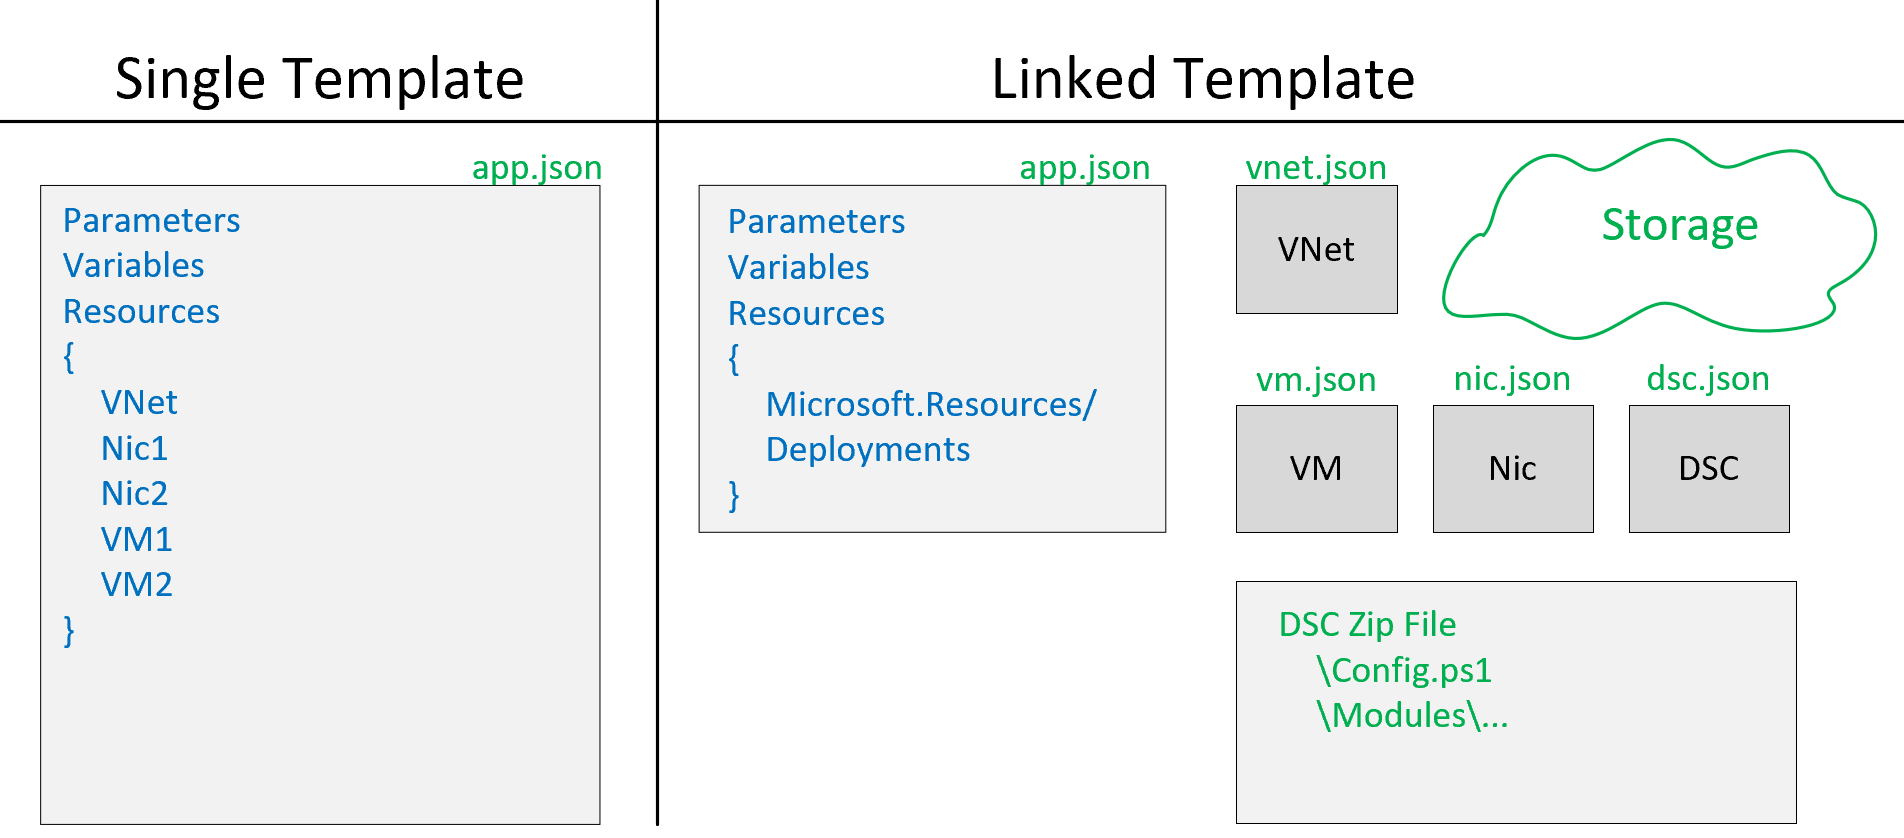 Single Template
Linked Template
app.json
Parameters
Variables
Resources
{
VNet
Nic1
Nic2
VM1
VM2
}
app.json
Parameters
Variables
Resources
{
Microsoft.Resources/
Deployments
}
vnet.json
VNet
Storage
vm.json
VM
nic.json
Nic
dsc.json
DSC
DSC Zip File
\Config.ps1
\Modules\...